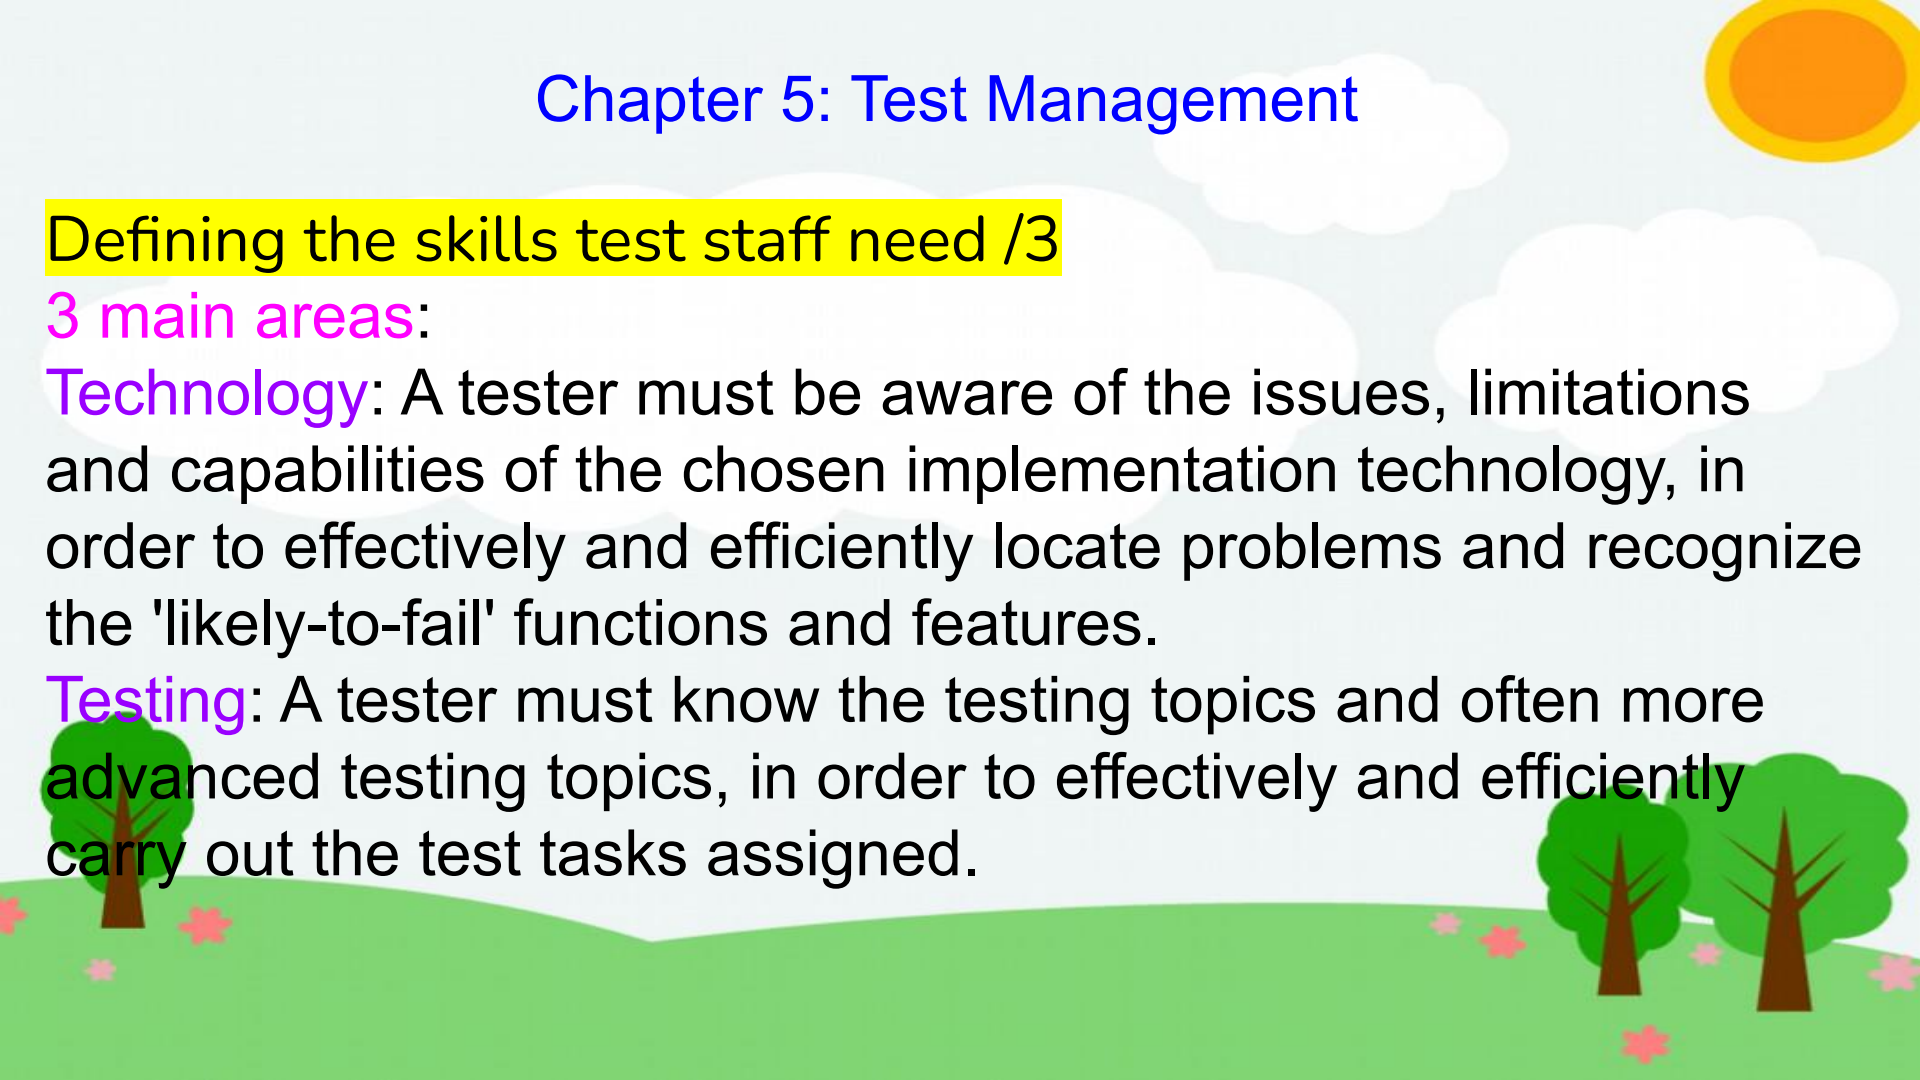 Chapter 5: Test Management
Defining the skills test staff need /3
3 main areas:
Technology: A tester must be aware of the issues, limitations
and capabilities of the chosen implementation technology, in
order to effectively and efficiently locate problems and recognize
the 'likely-to-fail' functions and features.
Testing: A tester must know the testing topics and often more
advanced testing topics, in order to effectively and efficiently
carry out the test tasks assigned.